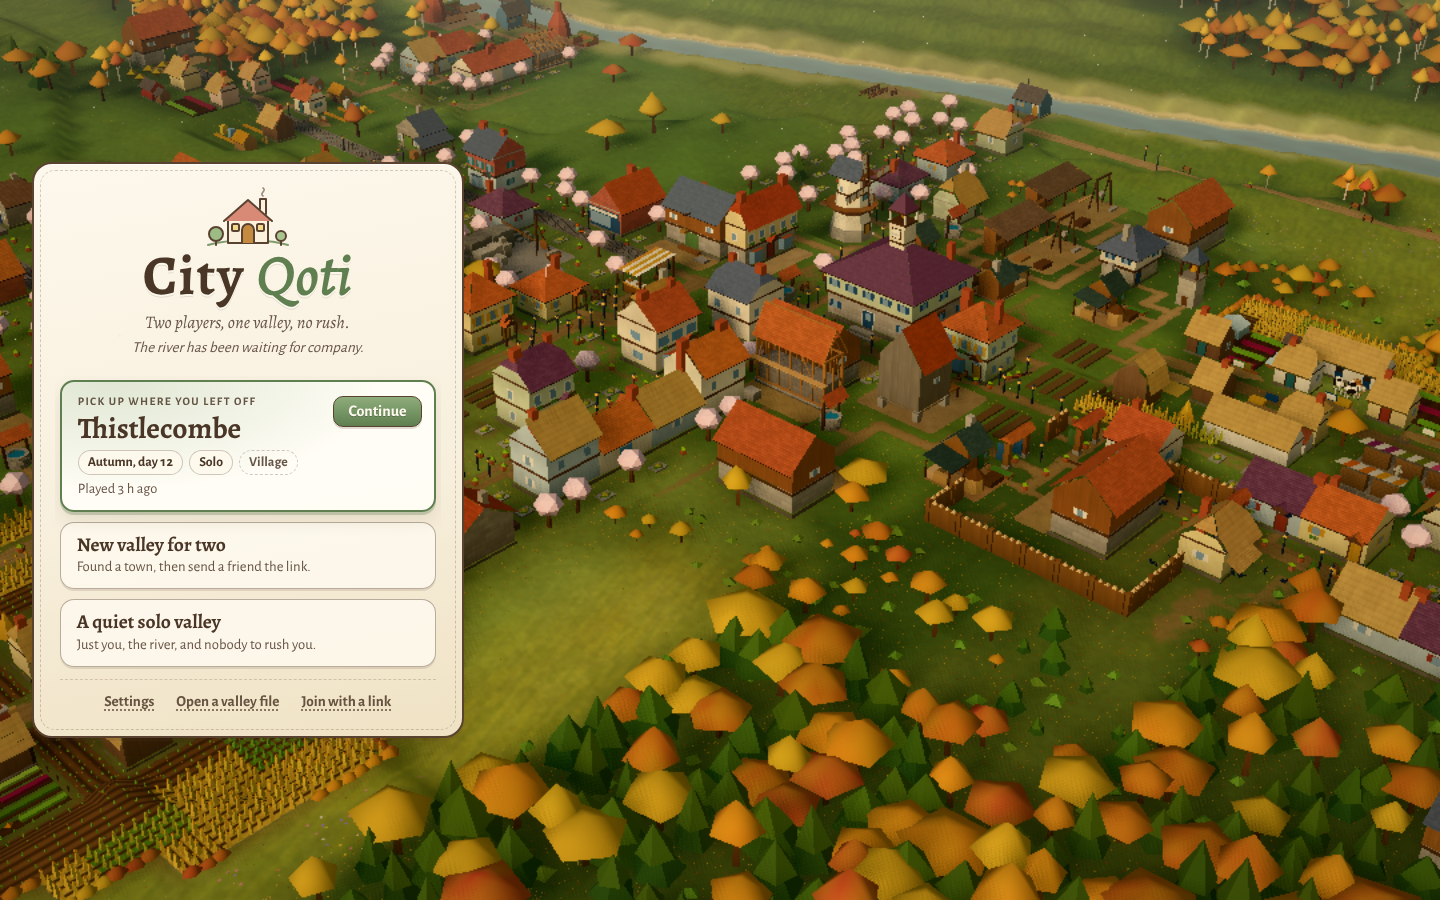 City Qoti
Two players, one valley, no rush.
The river has been waiting for company.
PICK UP WHERE YOU LEFT OFF
Thistlecombe
Continue
Autumn, day 12
Solo
Village
Played 3 h ago
New valley for two
Found a town, then send a friend the link.
A quiet solo valley
Just you, the river, and nobody to rush you.
Settings
Open a valley file
Join with a link